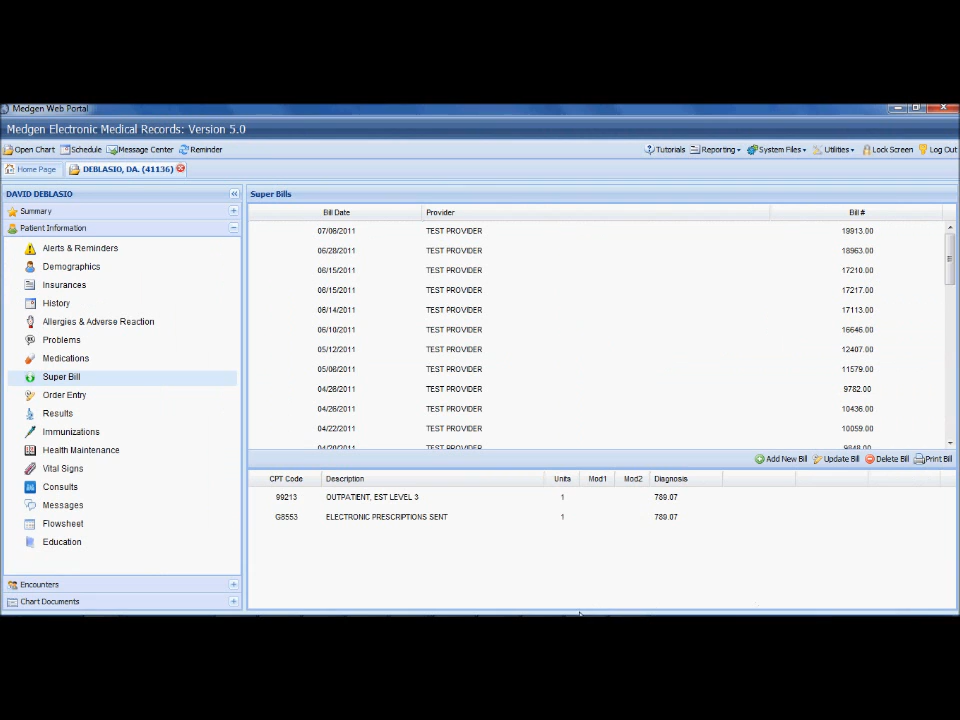 Medgen Web Portal
Medgen Electronic Medical Records: Version 5.0
Open Chart Schedule Message Center Reminder Tutorials Reporting System Files Utilities Lock Screen Log Out
Home Page DEBLASIO, DA. (41136)
DAVID DEBLASIO
Summary
Patient Information
Alerts & Reminders
Demographics
Insurances
History
Allergies & Adverse Reaction
Problems
Medications
Super Bill
Order Entry
Results
Immunizations
Health Maintenance
Vital Signs
Consults
Messages
Flowsheet
Education
Encounters
Chart Documents
Super Bills
Bill Date Provider Bill#
07/06/2011 TEST PROVIDER 19913.00
06/28/2011 TEST PROVIDER 18963.00
06/15/2011 TEST PROVIDER 17210.00
06/15/2011 TEST PROVIDER 17217.00
06/14/2011 TEST PROVIDER 17113.00
06/10/2011 TEST PROVIDER 16646.00
05/12/2011 TEST PROVIDER 12407.00
05/08/2011 TEST PROVIDER 11579.00
04/28/2011 TEST PROVIDER 9782.00
04/26/2011 TEST PROVIDER 10436.00
04/22/2011 TEST PROVIDER 10059.00
TEST PROVIDER
Add New Bill Update Bill Delete Bill Print Bill
CPT Code Description Units Mod1 Mod2 Diagnosis
99213 OUTPATIENT, EST LEVEL 3 1 789.07
G8553 ELECTRONIC PRESCRIPTIONS SENT 1 789.07